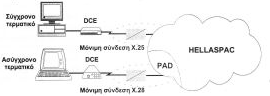 Σύγχρονο
τερματικό
DCE
Μόνιμη σύνδεση X.25
HELLASPAC
Ασύγχρονο
τερματικό
DCE
PAD
Μόνιμη σύνδεση X.28